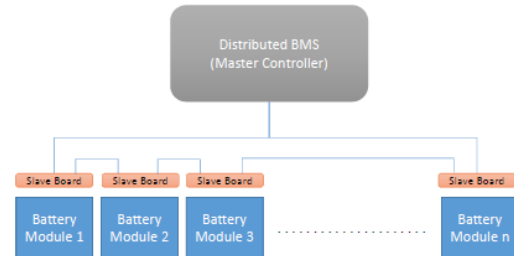 Distributed BMS
(Master Controller)
Slave Board
Slave Board
Slave Board
Slave Board
Battery
Module 1
Battery
Module 2
Battery
Module 3
.....................
Battery
Module n